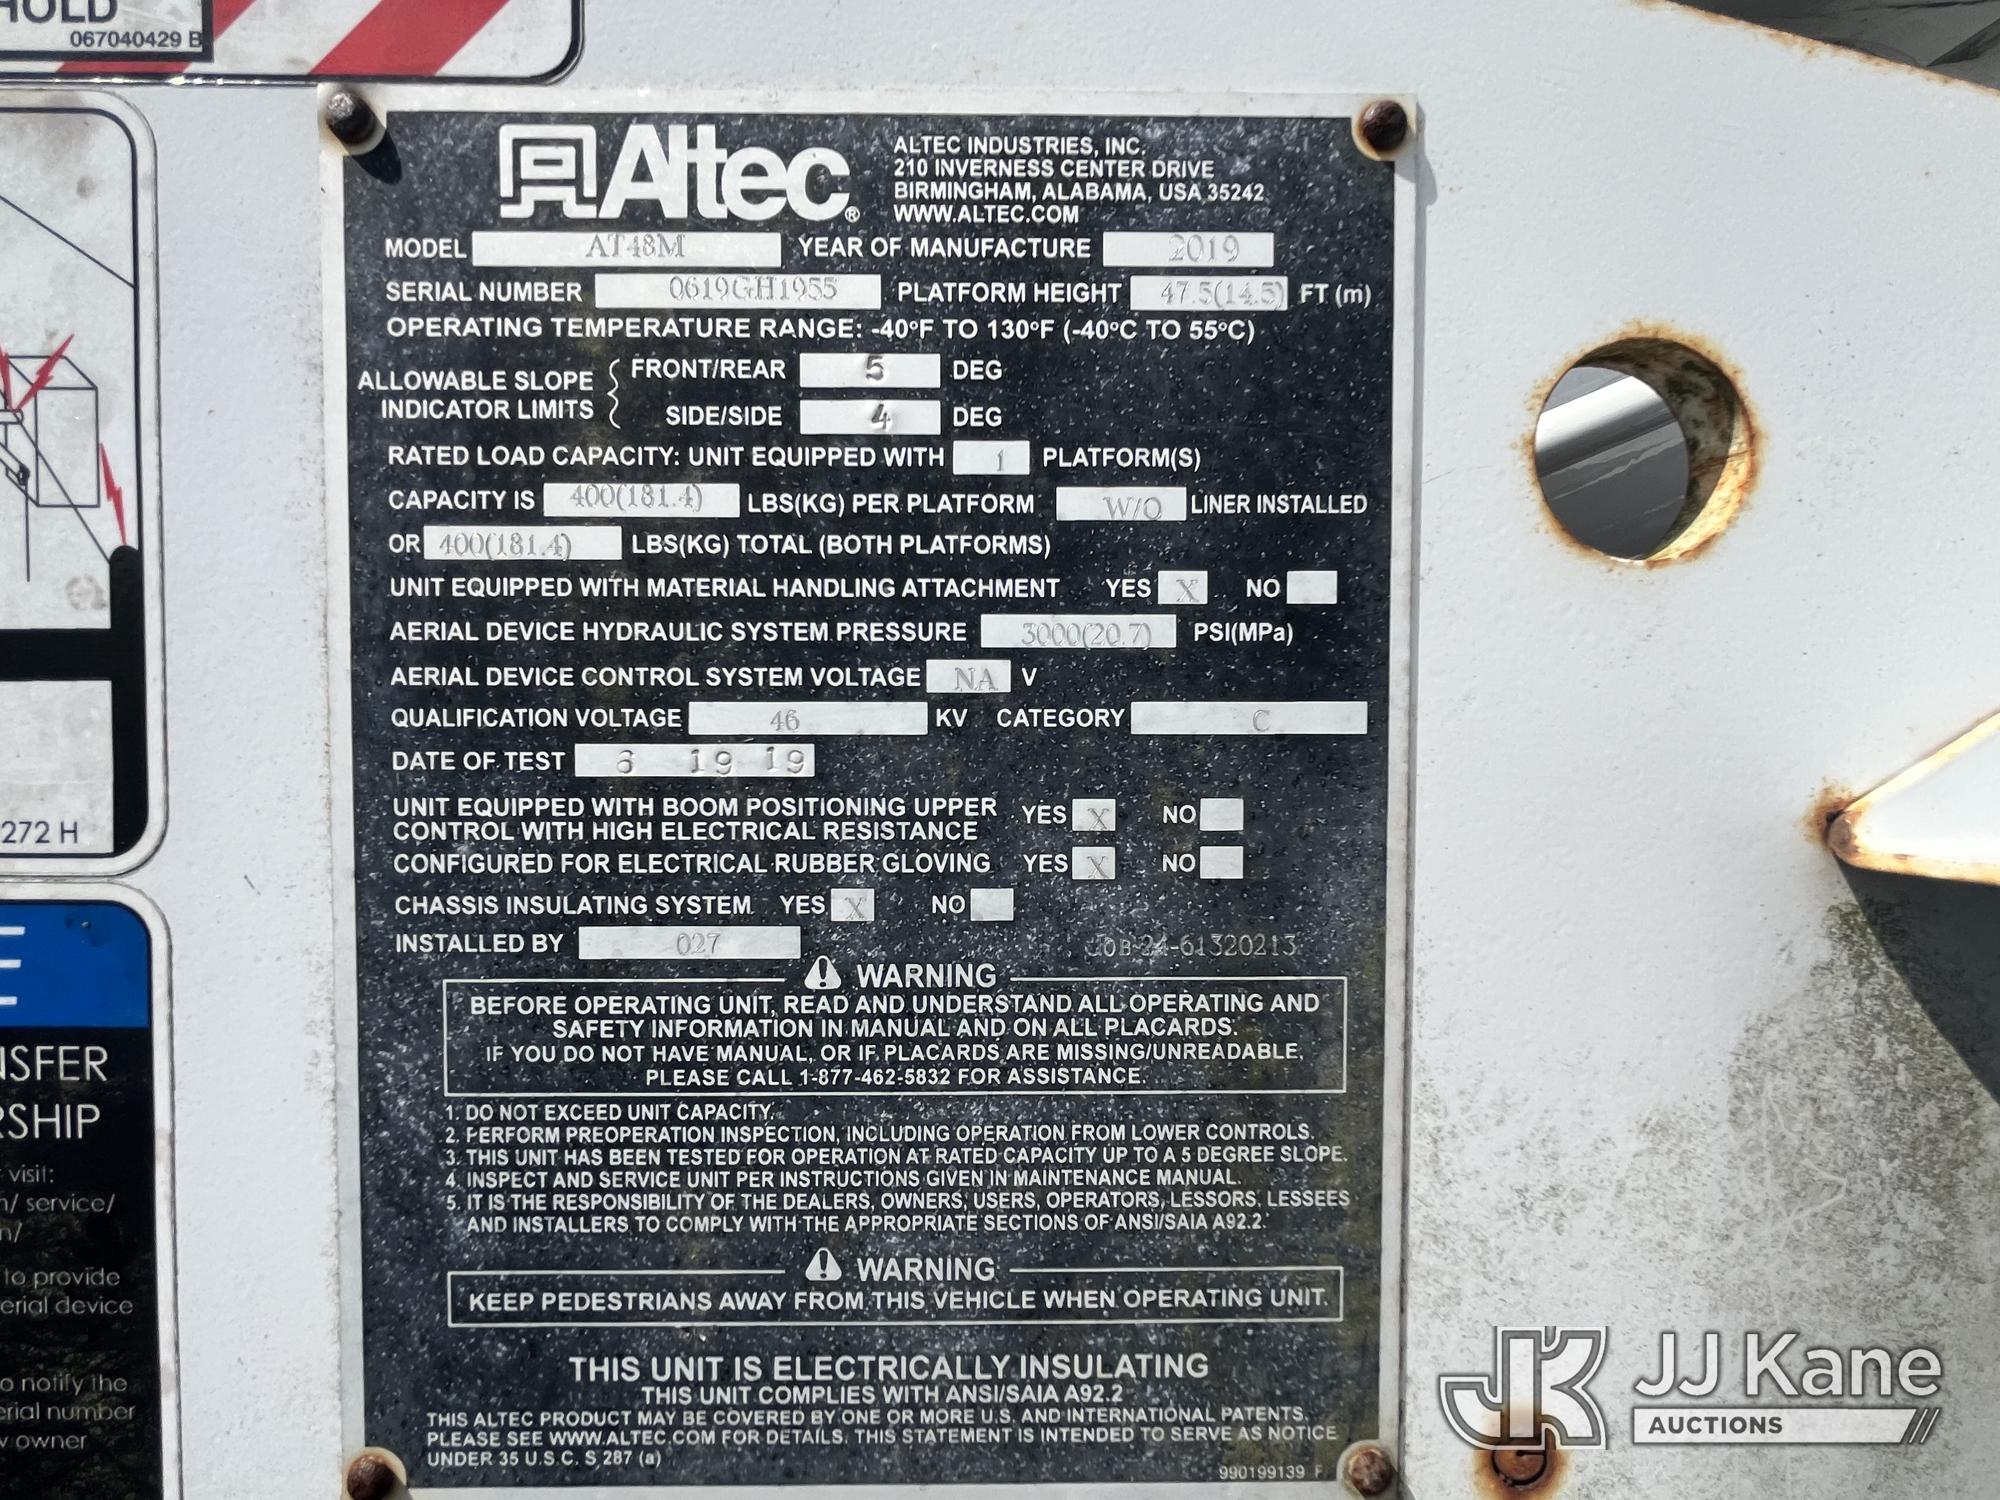 HOLD
067040429 B
272 H
NSFER
RSHIP
visit:
/ service/
to provide
erial device
o notify the
erial number
owner
Altec®
ALTEC INDUSTRIES, INC.
210 INVERNESS CENTER DRIVE
BIRMINGHAM, ALABAMA, USA 35242
WWW.ALTEC.COM
MODEL AT48M YEAR OF MANUFACTURE 2019
SERIAL NUMBER 0619GH1955 PLATFORM HEIGHT 47.5(14.5) FT (m)
OPERATING TEMPERATURE RANGE: -40°F TO 130°F (-40°C TO 55°C)
ALLOWABLE SLOPE INDICATOR LIMITS
FRONT/REAR 5 DEG
SIDE/SIDE 4 DEG
RATED LOAD CAPACITY: UNIT EQUIPPED WITH 1 PLATFORM(S)
CAPACITY IS 400(181.4) LBS(KG) PER PLATFORM W/O LINER INSTALLED
OR 400(181.4) LBS(KG) TOTAL (BOTH PLATFORMS)
UNIT EQUIPPED WITH MATERIAL HANDLING ATTACHMENT YES X NO
AERIAL DEVICE HYDRAULIC SYSTEM PRESSURE 3000(20.7) PSI(MPa)
AERIAL DEVICE CONTROL SYSTEM VOLTAGE NA V
QUALIFICATION VOLTAGE 46 KV CATEGORY C
DATE OF TEST 6 19 19
UNIT EQUIPPED WITH BOOM POSITIONING UPPER
CONTROL WITH HIGH ELECTRICAL RESISTANCE YES X NO
CONFIGURED FOR ELECTRICAL RUBBER GLOVING YES X NO
CHASSIS INSULATING SYSTEM YES X NO
INSTALLED BY 027 JOB-24-61320213
WARNING
BEFORE OPERATING UNIT, READ AND UNDERSTAND ALL OPERATING AND
SAFETY INFORMATION IN MANUAL AND ON ALL PLACARDS.
IF YOU DO NOT HAVE MANUAL, OR IF PLACARDS ARE MISSING/UNREADABLE,
PLEASE CALL 1-877-462-5832 FOR ASSISTANCE.
1. DO NOT EXCEED UNIT CAPACITY.
2. PERFORM PREOPERATION INSPECTION, INCLUDING OPERATION FROM LOWER CONTROLS.
3. THIS UNIT HAS BEEN TESTED FOR OPERATION AT RATED CAPACITY UP TO A 5 DEGREE SLOPE.
4. INSPECT AND SERVICE UNIT PER INSTRUCTIONS GIVEN IN MAINTENANCE MANUAL.
5. IT IS THE RESPONSIBILITY OF THE DEALERS, OWNERS, USERS, OPERATORS, LESSORS, LESSEES
AND INSTALLERS TO COMPLY WITH THE APPROPRIATE SECTIONS OF ANSI/SAIA A92.2.
WARNING
KEEP PEDESTRIANS AWAY FROM THIS VEHICLE WHEN OPERATING UNIT.
THIS UNIT IS ELECTRICALLY INSULATING
THIS UNIT COMPLIES WITH ANSI/SAIA A92.2
THIS ALTEC PRODUCT MAY BE COVERED BY ONE OR MORE U.S. AND INTERNATIONAL PATENTS.
PLEASE SEE WWW.ALTEC.COM FOR DETAILS. THIS STATEMENT IS INTENDED TO SERVE AS NOTICE
UNDER 35 U.S.C. S 287 (a)
990199139 F
JJ Kane
AUCTIONS